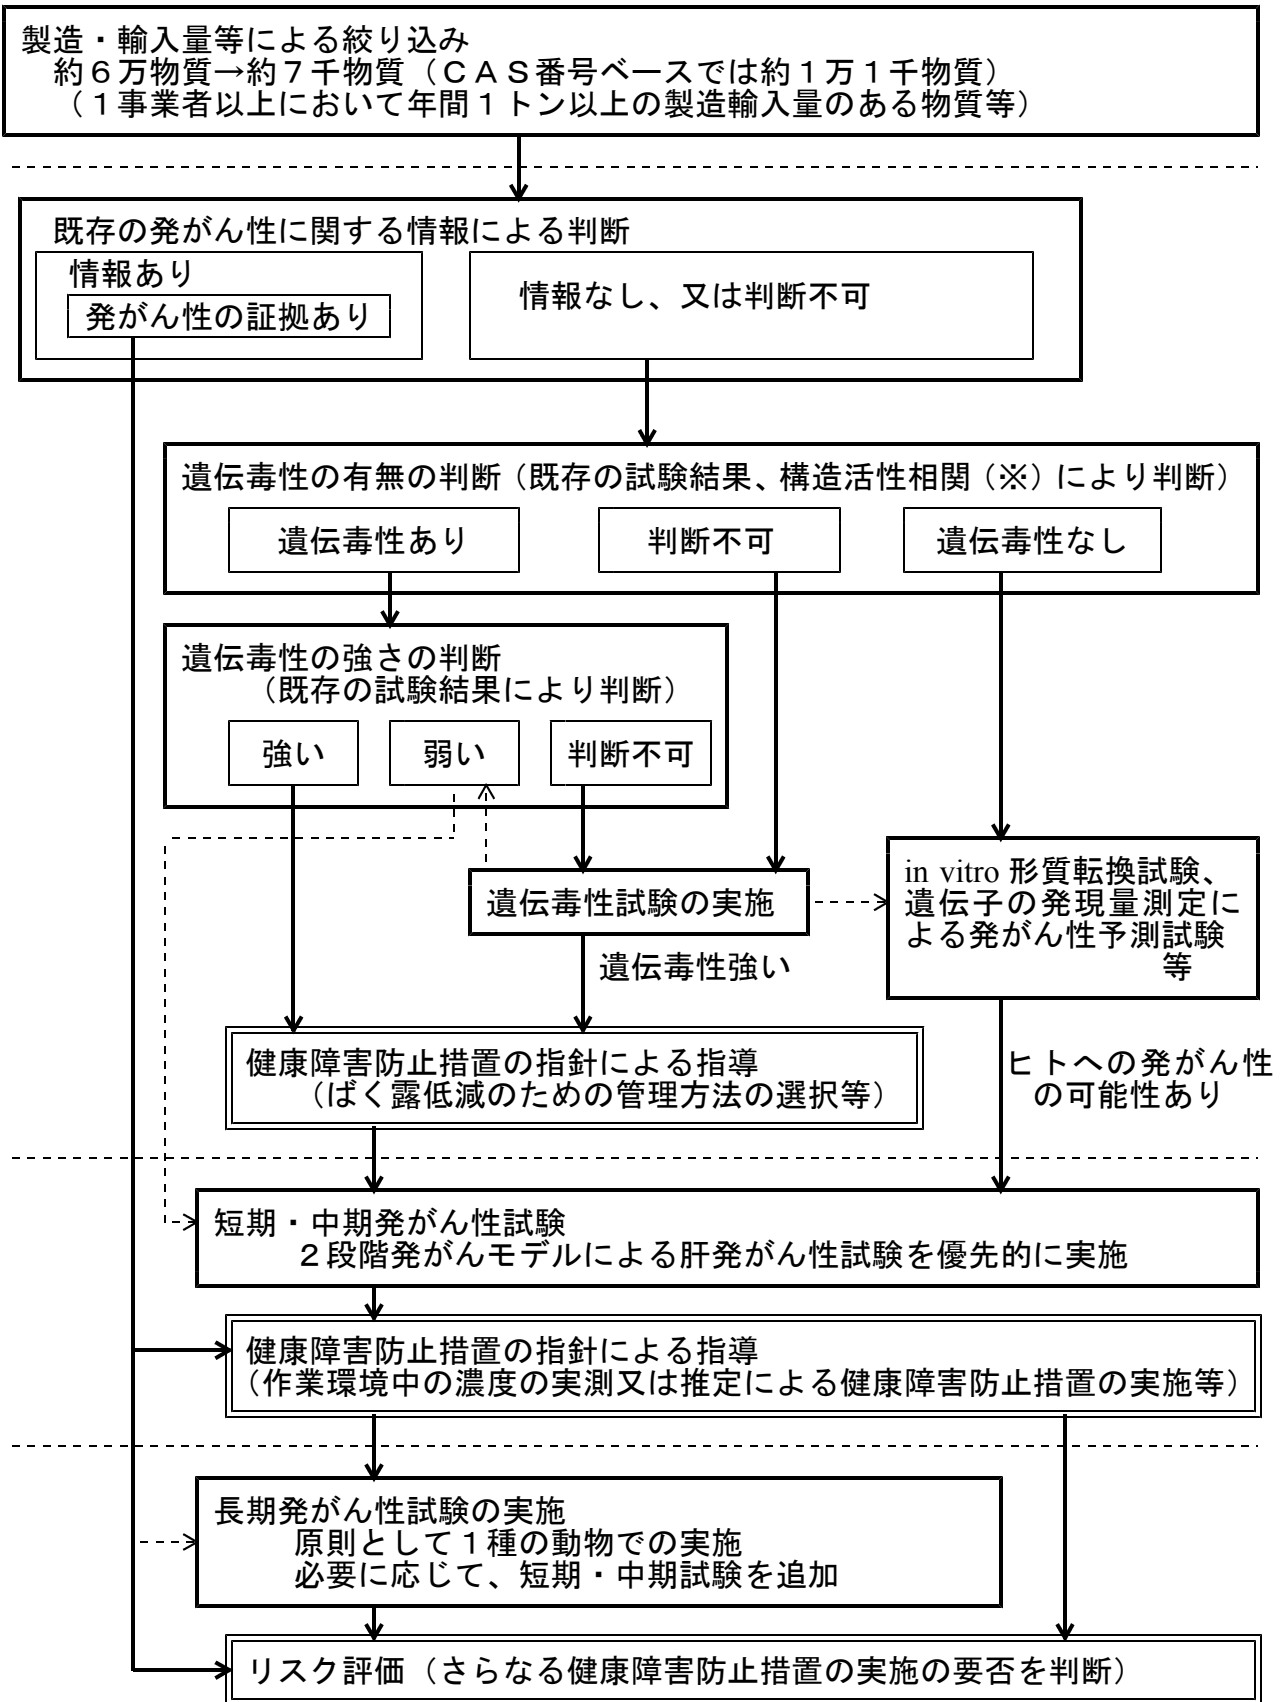 製造・輸入量等による絞り込み
約６万物質→約７千物質（ＣＡＳ番号ベースでは約１万１千物質）
（１事業者以上において年間１トン以上の製造輸入量のある物質等）
既存の発がん性に関する情報による判断
情報あり
発がん性の証拠あり
情報なし、又は判断不可
遺伝毒性の有無の判断（既存の試験結果、構造活性相関（※）により判断）
遺伝毒性あり
判断不可
遺伝毒性なし
遺伝毒性の強さの判断
（既存の試験結果により判断）
強い
弱い
判断不可
遺伝毒性試験の実施
in vitro 形質転換試験、
遺伝子の発現量測定に
よる発がん性予測試験
等
遺伝毒性強い
健康障害防止措置の指針による指導
（ばく露低減のための管理方法の選択等）
ヒトへの発がん性
の可能性あり
短期・中期発がん性試験
２段階発がんモデルによる肝発がん性試験を優先的に実施
健康障害防止措置の指針による指導
（作業環境中の濃度の実測又は推定による健康障害防止措置の実施等）
長期発がん性試験の実施
原則として１種の動物での実施
必要に応じて、短期・中期試験を追加
リスク評価（さらなる健康障害防止措置の実施の要否を判断）